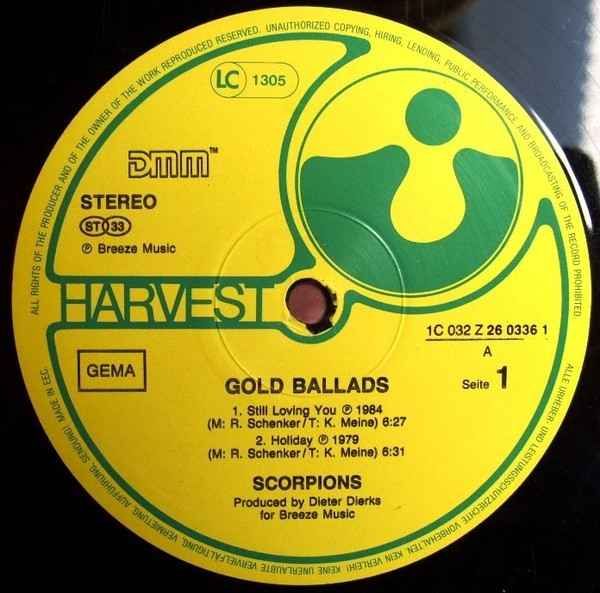 ALL RIGHTS OF THE PRODUCER AND OF THE OWNER OF THE WORK REPRODUCED RESERVED. UNAUTHORIZED COPYING, HIRING, LENDING, PUBLIC PERFORMANCE AND BROADCASTING OF THE RECORD PROHIBITED.
LC 1305
DMM™
STEREO
ST 33
℗ Breeze Music
HARVEST
1C 032 Z 26 0336 1
A
GEMA
Seite 1
GOLD BALLADS
1. Still Loving You ℗ 1984
(M: R. Schenker/T: K. Meine) 6:27
2. Holiday ℗ 1979
(M: R. Schenker/T: K. Meine) 6:31
SCORPIONS
Produced by Dieter Dierks
for Breeze Music
ALLE URHEBER- UND LEISTUNGSSCHUTZRECHTE VORBEHALTEN. KEIN VERLEIH! KEINE UNERLAUBTE VERVIELFÄLTIGUNG, VERMIETUNG, AUFFÜHRUNG, SENDUNG! MADE IN EEC.